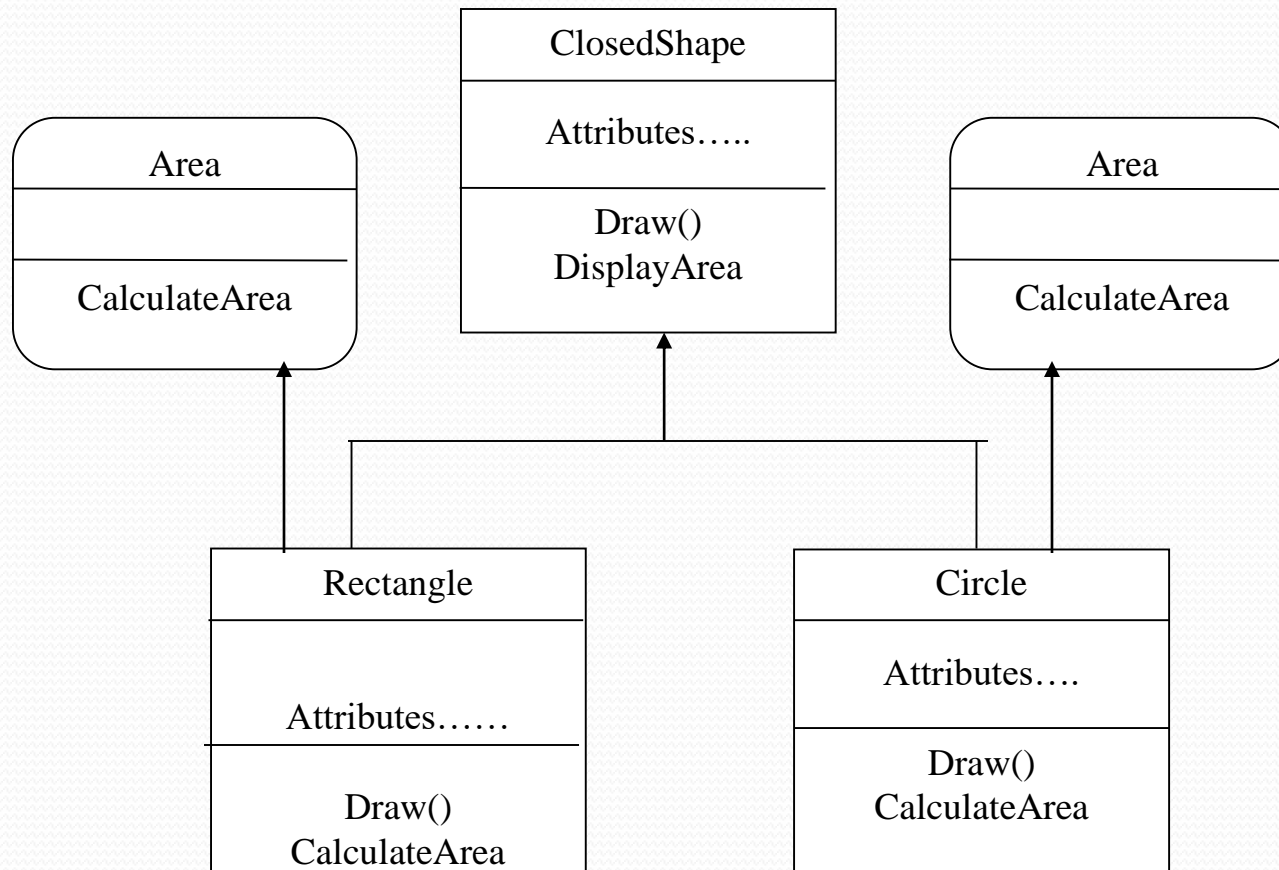 ClosedShape
Attributes…..
Draw()
DisplayArea
Area
CalculateArea
Area
CalculateArea
Rectangle
Attributes……
Draw()
CalculateArea
Circle
Attributes….
Draw()
CalculateArea